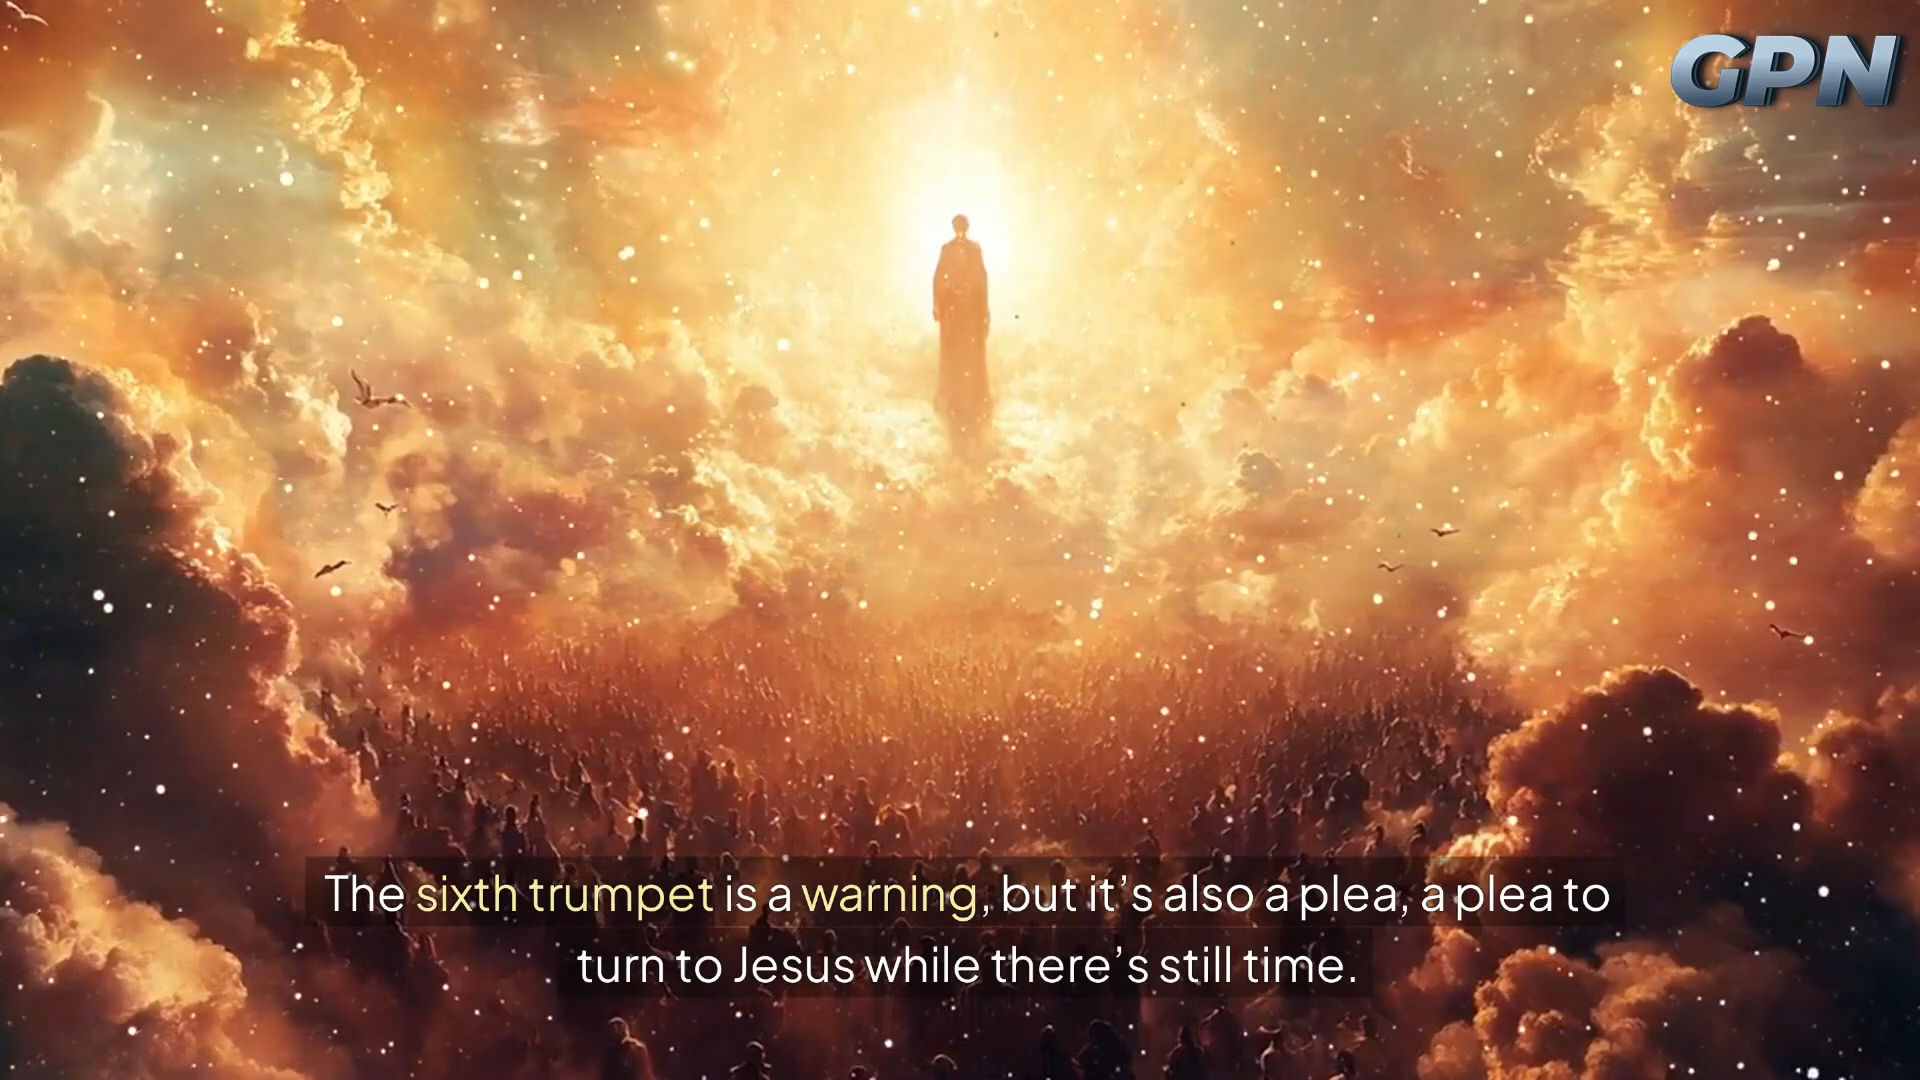 GPN
The sixth trumpet is a warning, but it’s also a plea, a plea to
turn to Jesus while there’s still time.